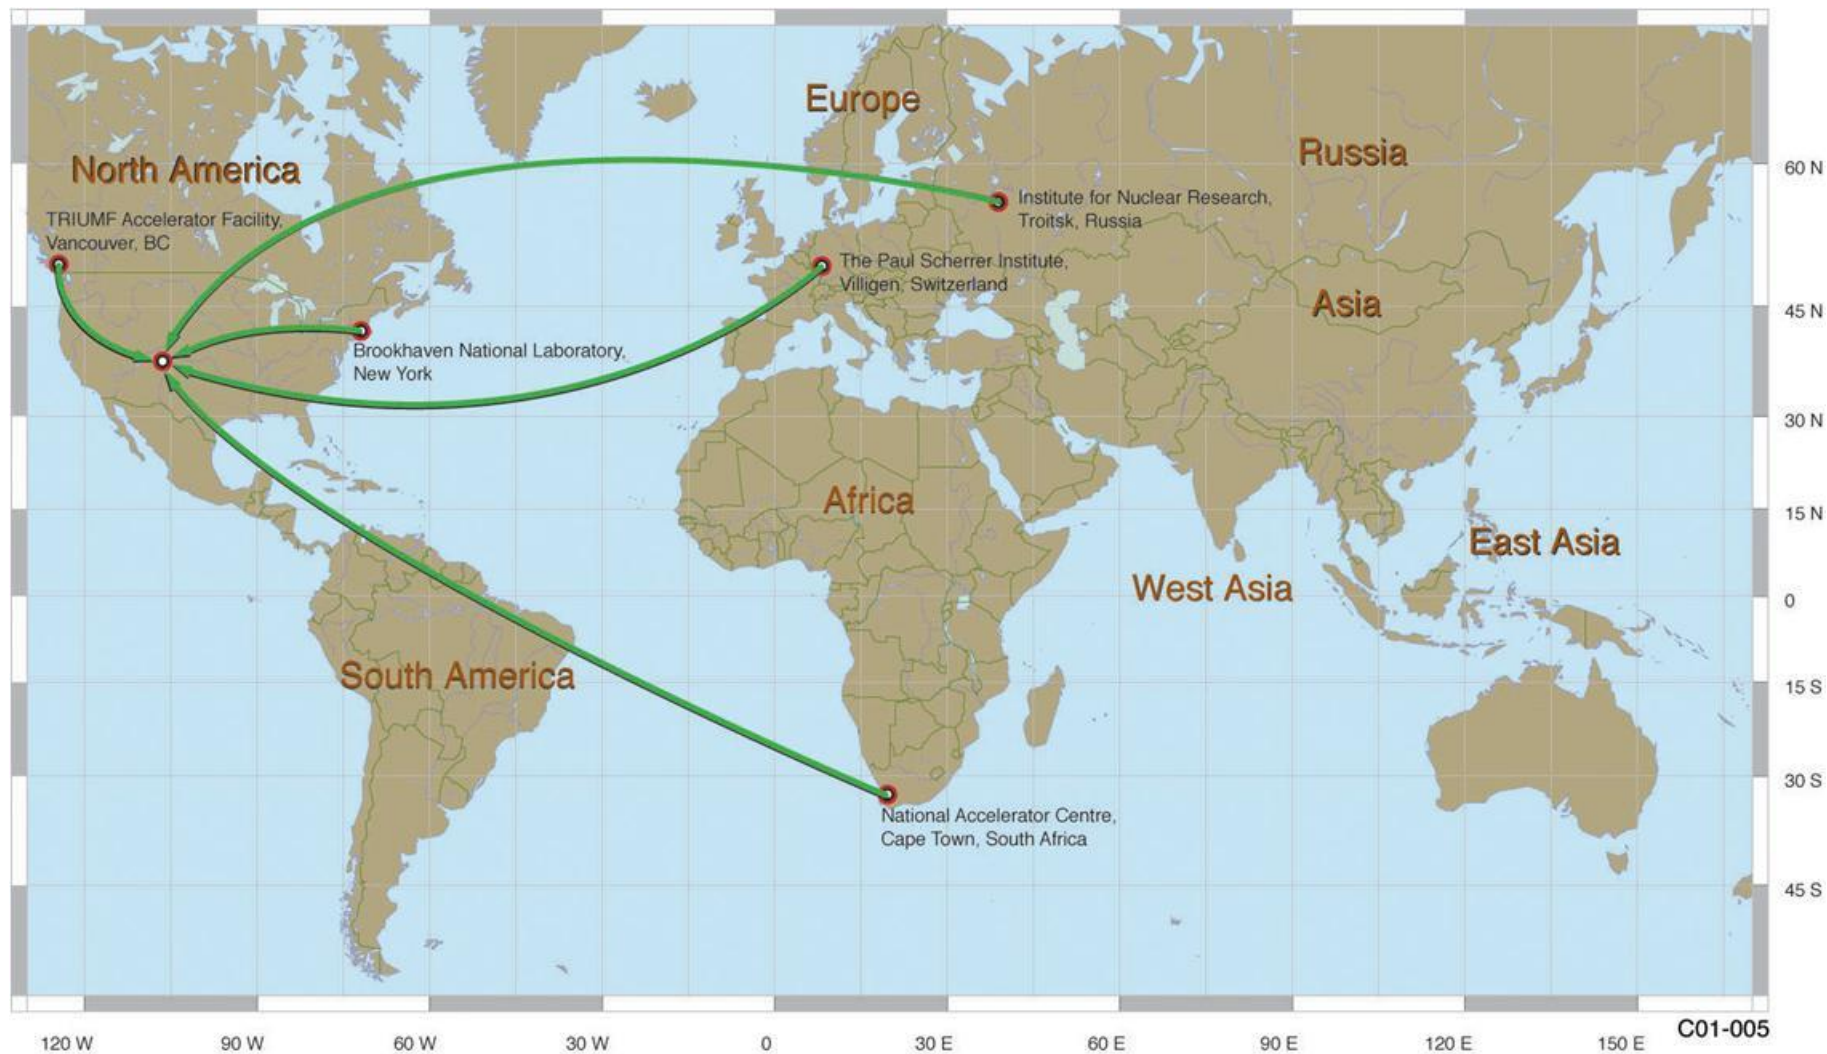 Europe
Russia
North America
60 N
Institute for Nuclear Research,
Troitsk, Russia
TRIUMF Accelerator Facility,
Vancouver, BC
The Paul Scherrer Institute,
Villigen, Switzerland
Asia
45 N
Brookhaven National Laboratory,
New York
30 N
Africa
15 N
East Asia
West Asia
0
South America
15 S
30 S
National Accelerator Centre,
Cape Town, South Africa
45 S
C01-005
120 W 90 W 60 W 30 W 0 30 E 60 E 90 E 120 E 150 E